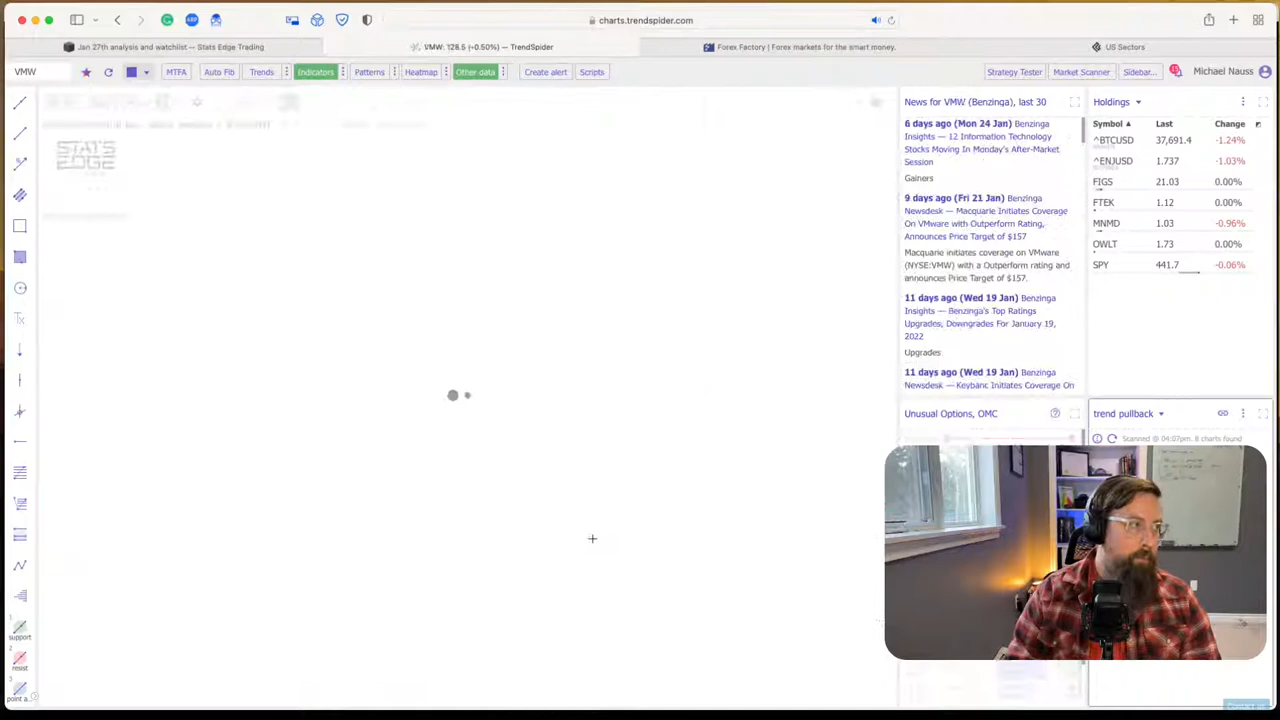 charts.trendspider.com
Jan 27th analysis and watchlist — Stats Edge Trading
VMW: 128.5 (+0.50%) — TrendSpider
Forex Factory | Forex markets for the smart money.
US Sectors
VMW
MTFA
Auto Fib
Trends
Indicators
Patterns
Heatmap
Other data
Create alert
Scripts
Strategy Tester
Market Scanner
Sidebar...
Michael Nauss
News for VMW (Benzinga), last 30
6 days ago (Mon 24 Jan) Benzinga
Insights — 12 Information Technology
Stocks Moving In Monday's After-Market
Session
Gainers
9 days ago (Fri 21 Jan) Benzinga
Newsdesk — Macquarie Initiates Coverage
On VMware with Outperform Rating,
Announces Price Target of $157
Macquarie initiates coverage on VMware
(NYSE:VMW) with a Outperform rating and
announces Price Target of $157.
11 days ago (Wed 19 Jan) Benzinga
Insights — Benzinga's Top Ratings
Upgrades, Downgrades For January 19,
2022
Upgrades
11 days ago (Wed 19 Jan) Benzinga
Newsdesk — Keybanc Initiates Coverage On
Holdings
Symbol Last Change
^BTCUSD 37,691.4 -1.24%
^ENJUSD 1.737 -1.03%
FIGS 21.03 0.00%
FTEK 1.12 0.00%
MNMD 1.03 -0.96%
OWLT 1.73 0.00%
SPY 441.7 -0.06%
Unusual Options, OMC
trend pullback
Scanned @ 04:07pm. 8 charts found
STATS
EDGE
Tx
1
support
2
resist
3
point a...
Contact us